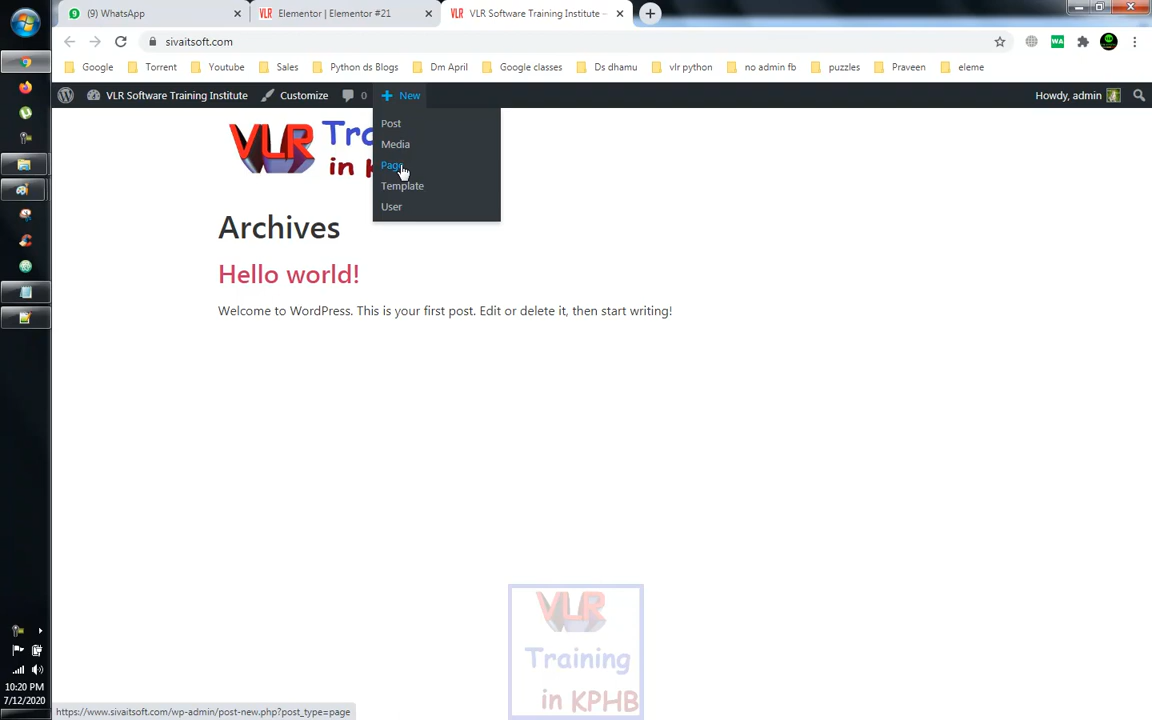 (9) WhatsApp
Elementor | Elementor #21
VLR Software Training Institute –
sivaitsoft.com
Google
Torrent
Youtube
Sales
Python ds Blogs
Dm April
Google classes
Ds dhamu
vlr python
no admin fb
puzzles
Praveen
eleme
VLR Software Training Institute
Customize
0
New
Howdy, admin
Post
Media
Page
Template
User
VLR
Tra
in K
Archives
Hello world!
Welcome to WordPress. This is your first post. Edit or delete it, then start writing!
VLR
Training
in KPHB
10:20 PM
7/12/2020
https://www.sivaitsoft.com/wp-admin/post-new.php?post_type=page